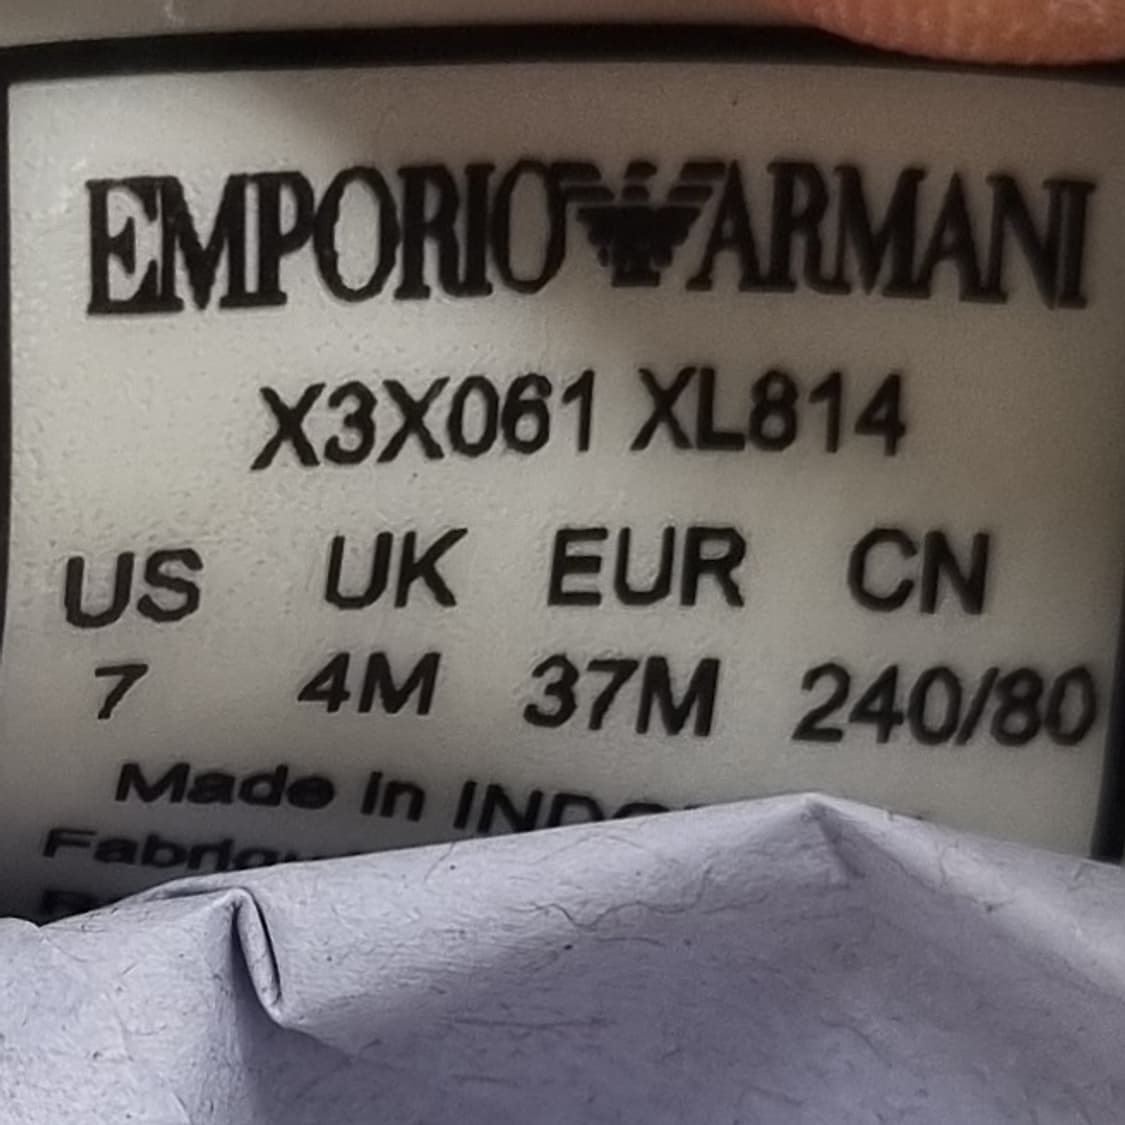 EMPORIO ARMANI
X3X061 XL814
US UK EUR CN
7 4M 37M 240/80
Made in